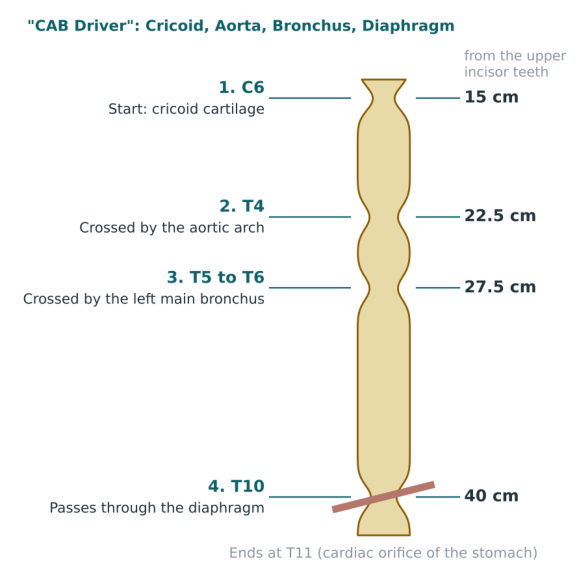 "CAB Driver": Cricoid, Aorta, Bronchus, Diaphragm
from the upper
incisor teeth
1. C6
15 cm
Start: cricoid cartilage
2. T4
22.5 cm
Crossed by the aortic arch
3. T5 to T6
27.5 cm
Crossed by the left main bronchus
4. T10
40 cm
Passes through the diaphragm
Ends at T11 (cardiac orifice of the stomach)